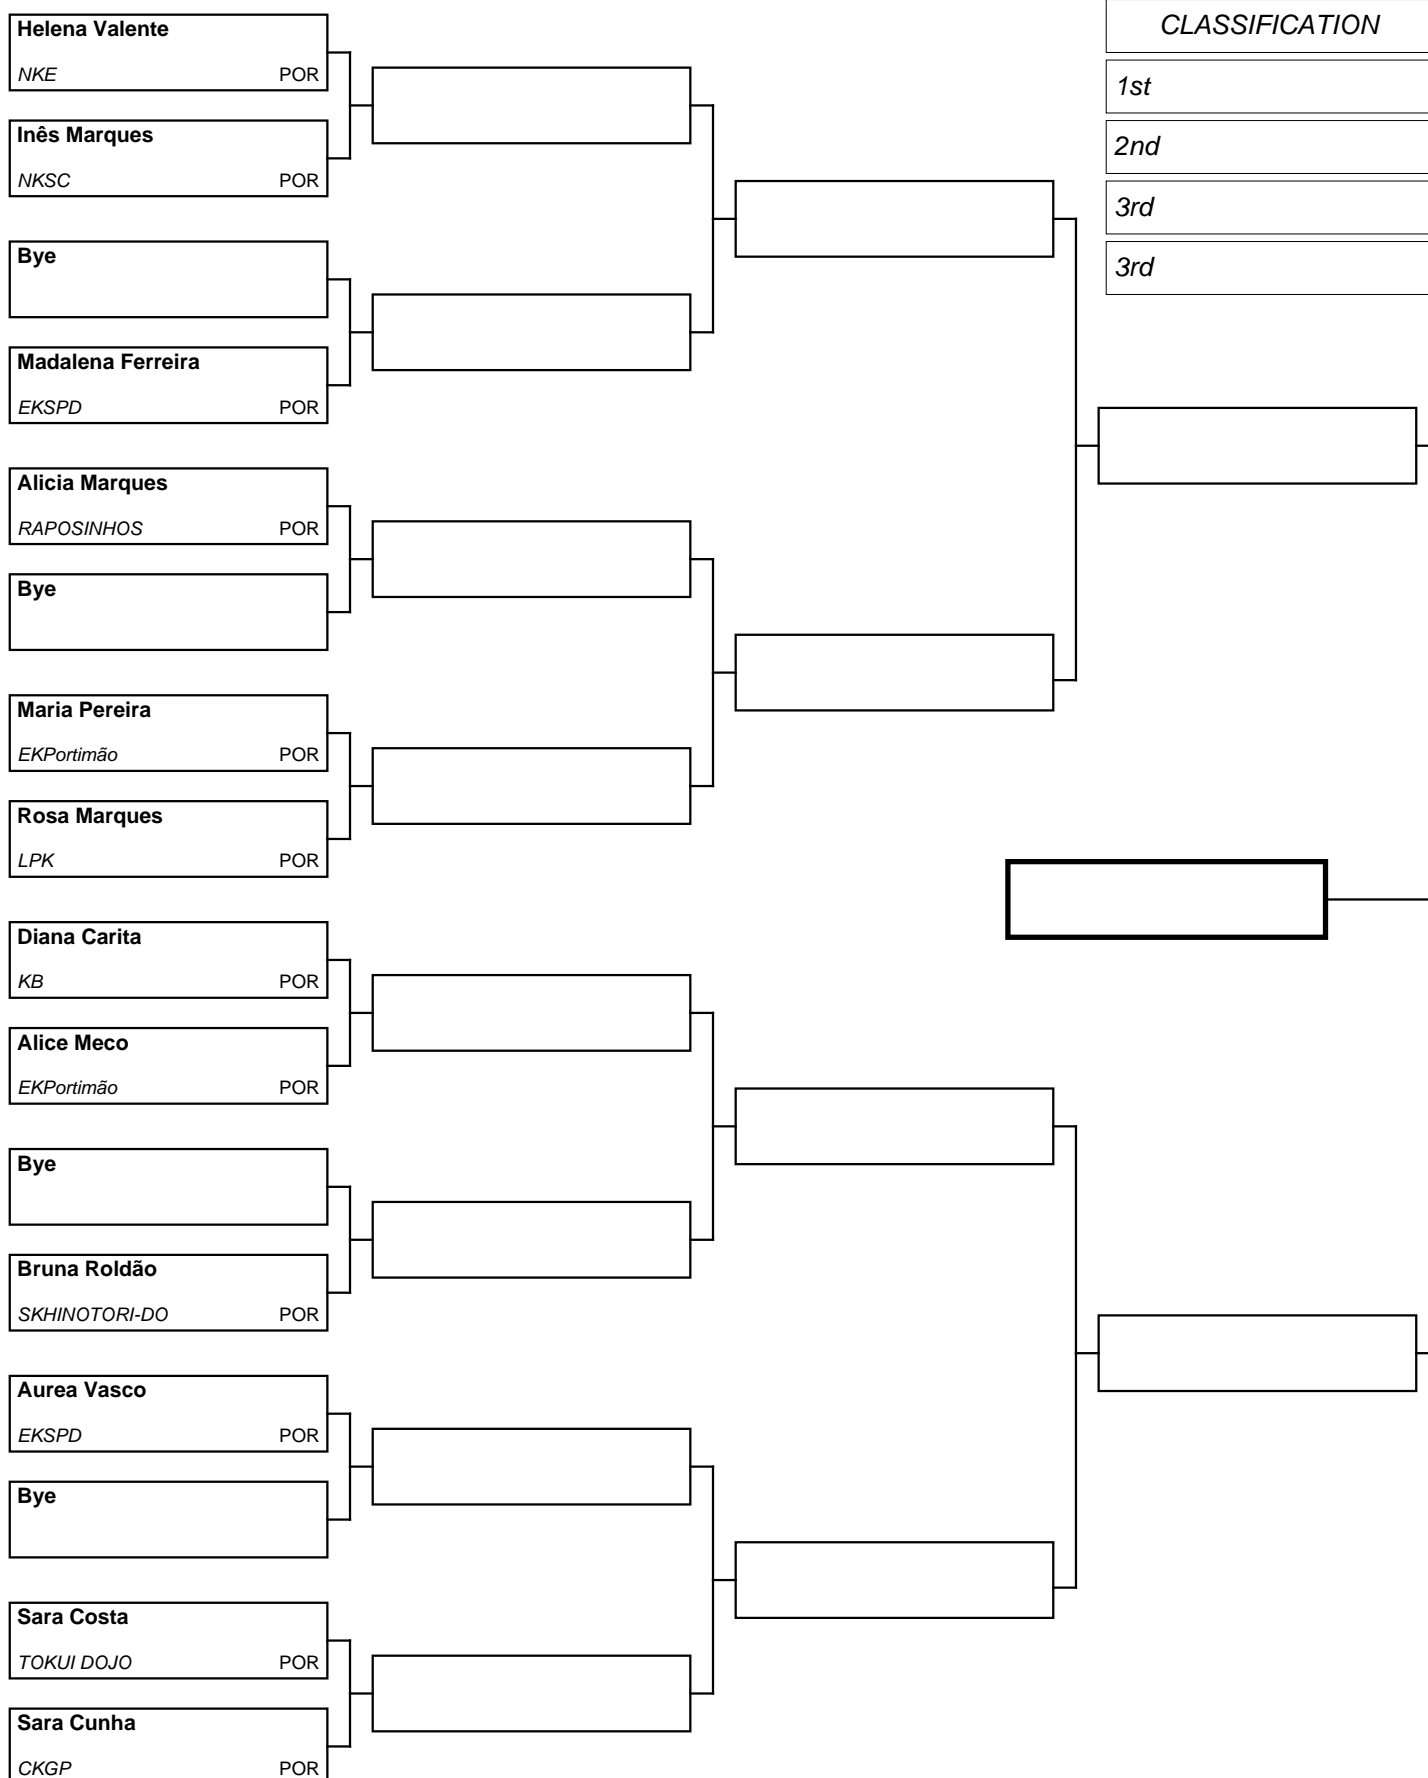 Helena Valente
NKE POR
Inês Marques
NKSC POR
Bye
Madalena Ferreira
EKSPD POR
Alicia Marques
RAPOSINHOS POR
Bye
Maria Pereira
EKPortimão POR
Rosa Marques
LPK POR
Diana Carita
KB POR
Alice Meco
EKPortimão POR
Bye
Bruna Roldão
SKHINOTORI-DO POR
Aurea Vasco
EKSPD POR
Bye
Sara Costa
TOKUI DOJO POR
Sara Cunha
CKGP POR
CLASSIFICATION
1st
2nd
3rd
3rd